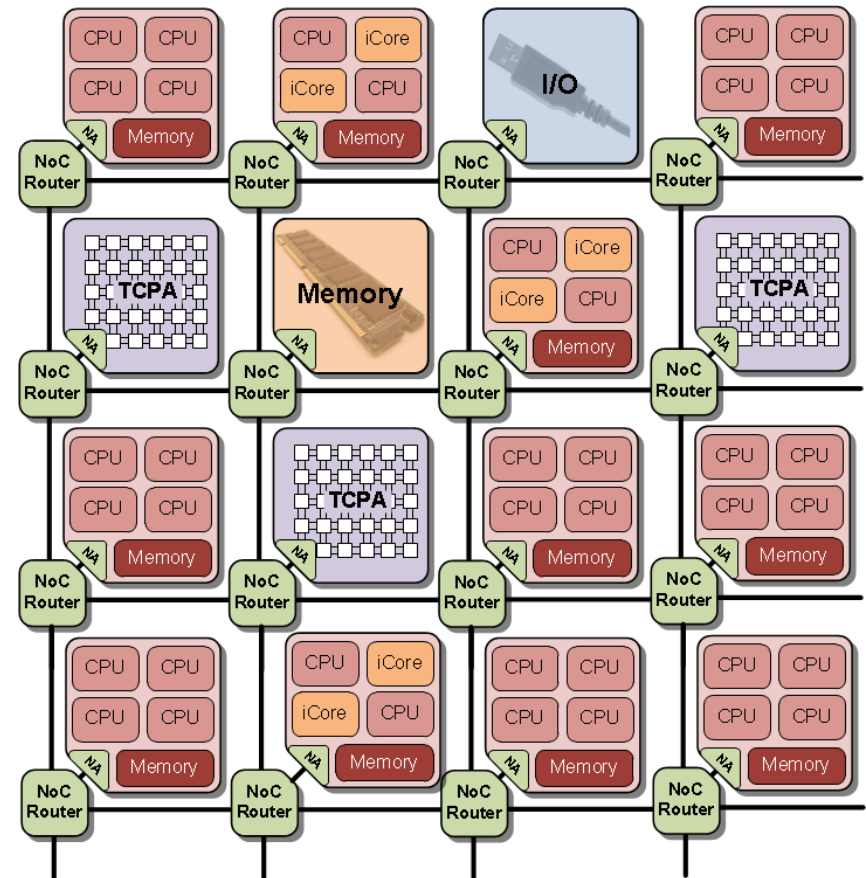 CPU CPU
CPU CPU
NA Memory
NoC
Router
CPU iCore
iCore CPU
NA Memory
NoC
Router
I/O
NA
NoC
Router
CPU CPU
CPU CPU
NA Memory
NoC
Router
TCPA
NA
NoC
Router
Memory
NA
NoC
Router
CPU iCore
iCore CPU
NA Memory
NoC
Router
TCPA
NA
NoC
Router
CPU CPU
CPU CPU
NA Memory
NoC
Router
TCPA
NA
NoC
Router
CPU CPU
CPU CPU
NA Memory
NoC
Router
CPU CPU
CPU CPU
NA Memory
NoC
Router
CPU CPU
CPU CPU
NA Memory
NoC
Router
CPU iCore
iCore CPU
NA Memory
NoC
Router
CPU CPU
CPU CPU
NA Memory
NoC
Router
CPU CPU
CPU CPU
NA Memory
NoC
Router